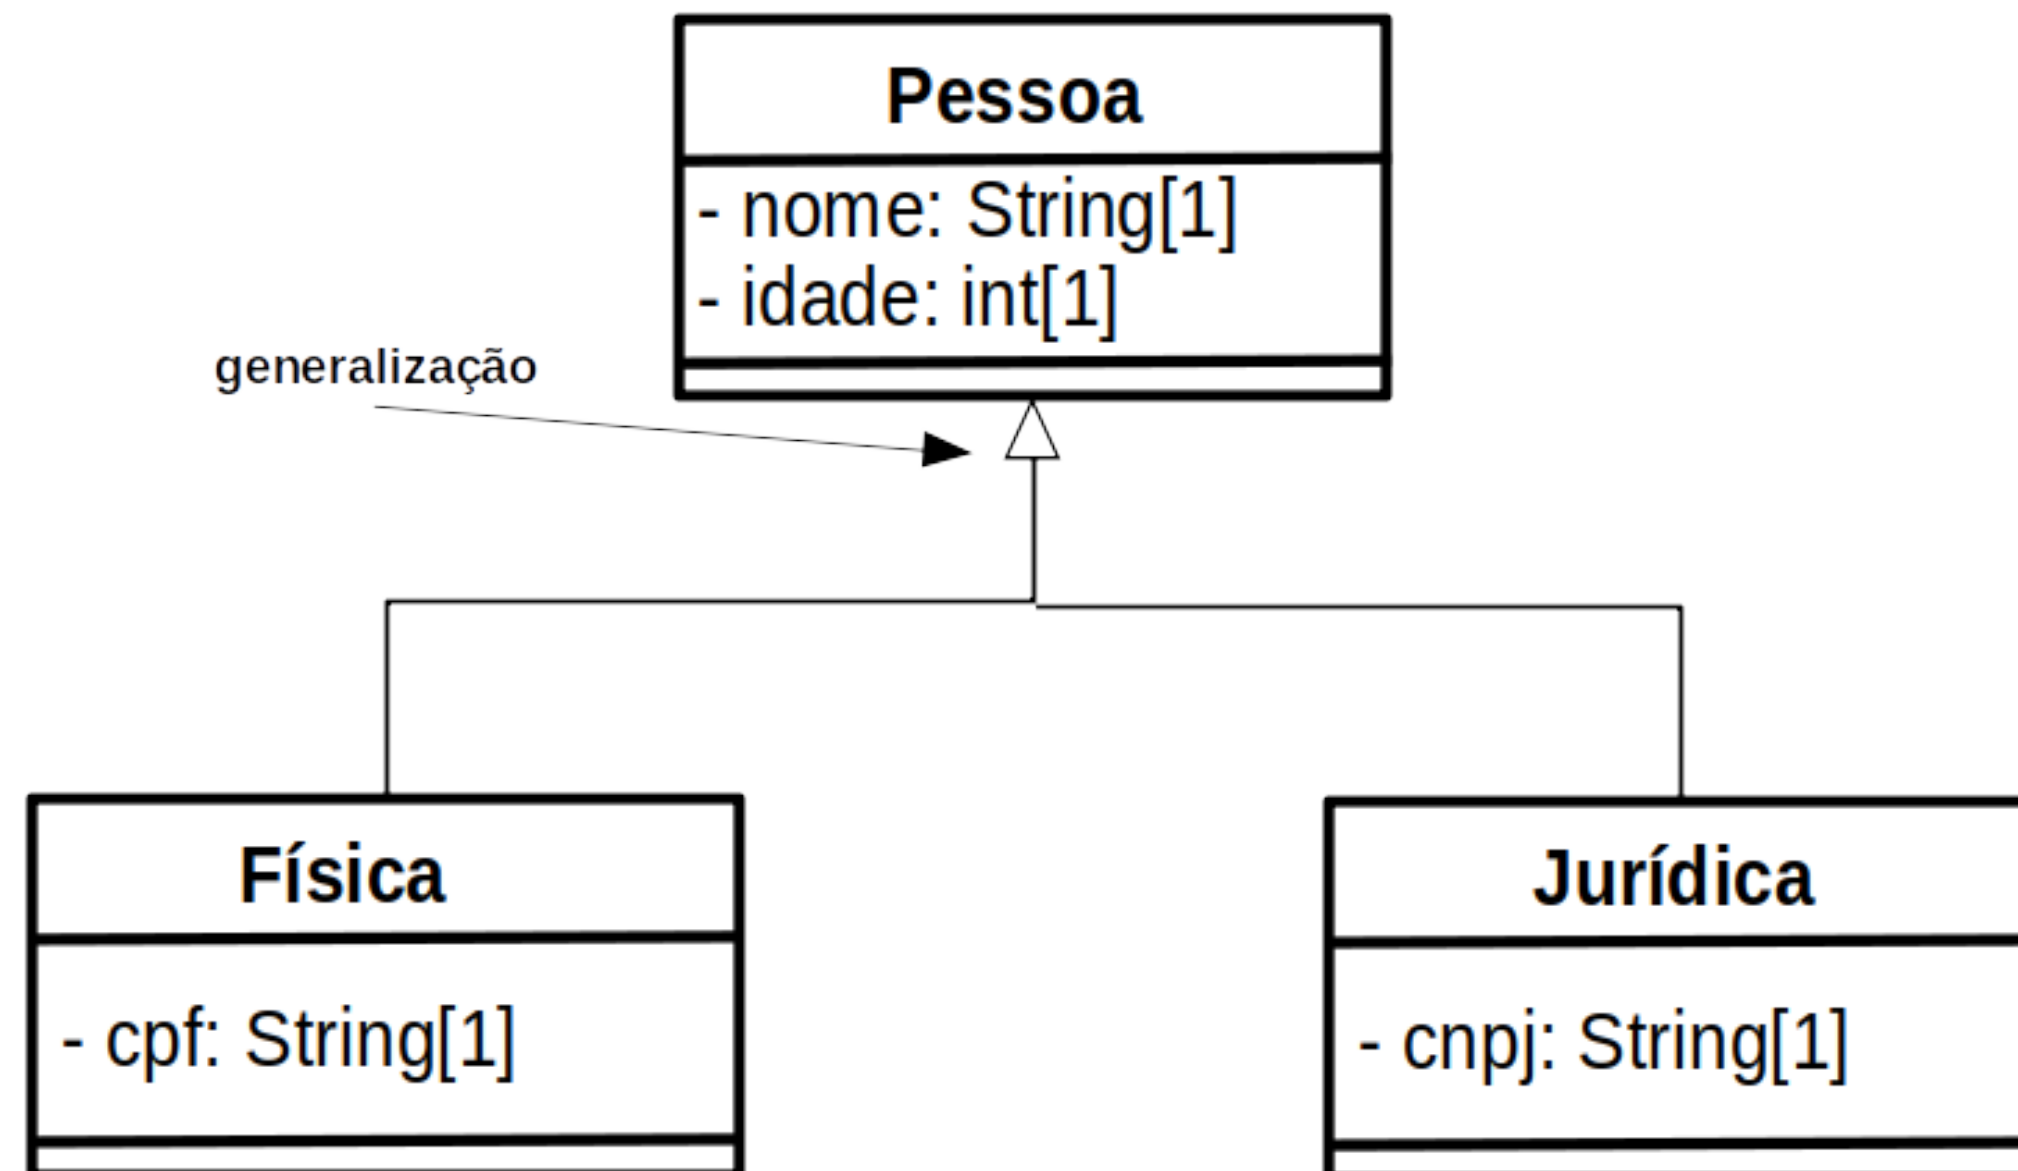 Pessoa
- nome: String[1]
- idade: int[1]
generalização
Física
- cpf: String[1]
Jurídica
- cnpj: String[1]